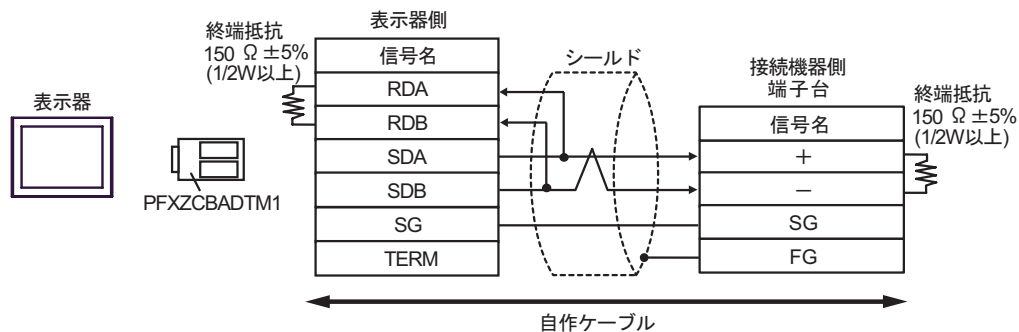 表示器
PFXZCBADTM1
終端抵抗
150 Ω ±5%
(1/2W以上)
表示器側
信号名
RDA
RDB
SDA
SDB
SG
TERM
シールド
接続機器側
端子台
信号名
+
-
SG
FG
終端抵抗
150 Ω ±5%
(1/2W以上)
自作ケーブル